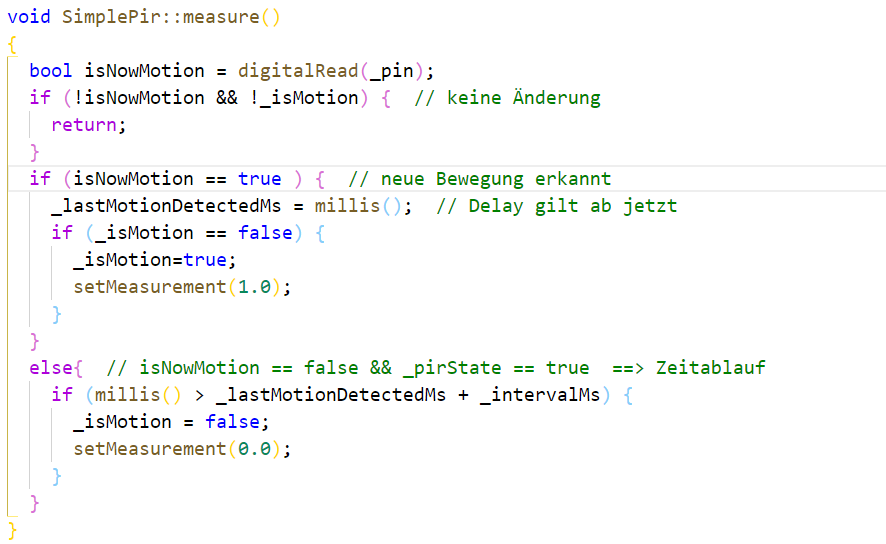 void SimplePir::measure()
{
  bool isNowMotion = digitalRead(_pin);
  if (!isNowMotion && !_isMotion) {  // keine Änderung
    return;
  }
  if (isNowMotion == true ) {  // neue Bewegung erkannt
    _lastMotionDetectedMs = millis();  // Delay gilt ab jetzt
    if (_isMotion == false) {
      _isMotion=true;
      setMeasurement(1.0);
    }
  }
  else{  // isNowMotion == false && _pirState == true  ==> Zeitablauf
    if (millis() > _lastMotionDetectedMs + _intervalMs) {
      _isMotion = false;
      setMeasurement(0.0);
    }
  }
}